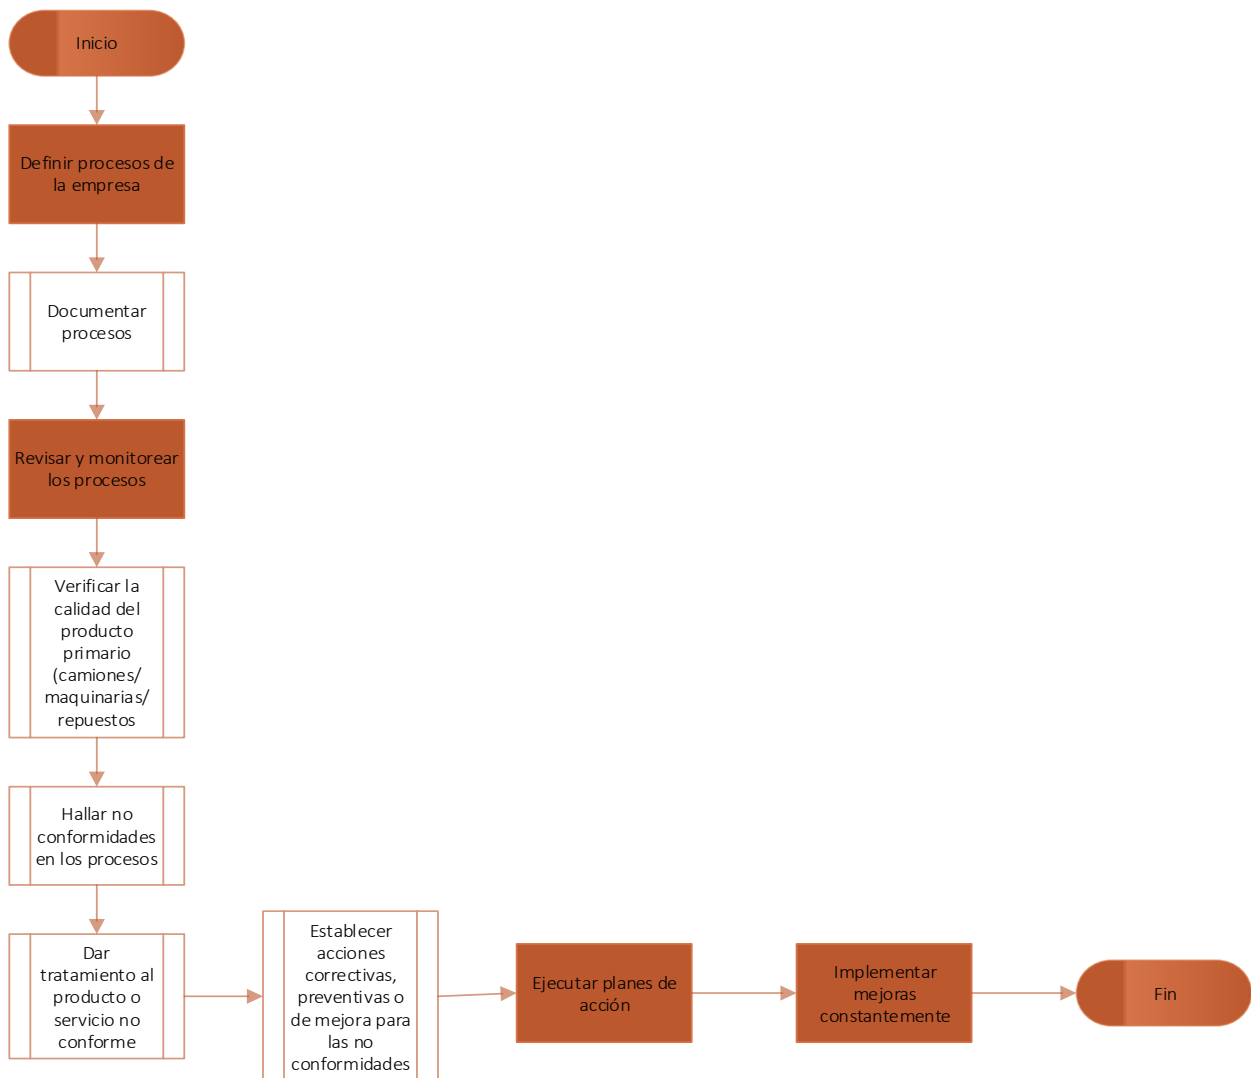 Inicio
Definir procesos de
la empresa
Documentar
procesos
Revisar y monitorear
los procesos
Verificar la
calidad del
producto
primario
(camiones/
maquinarias/
repuestos
Hallar no
conformidades
en los procesos
Dar
tratamiento al
producto o
servicio no
conforme
Establecer
acciones
correctivas,
preventivas o
de mejora para
las no
conformidades
Ejecutar planes de
acción
Implementar
mejoras
constantemente
Fin